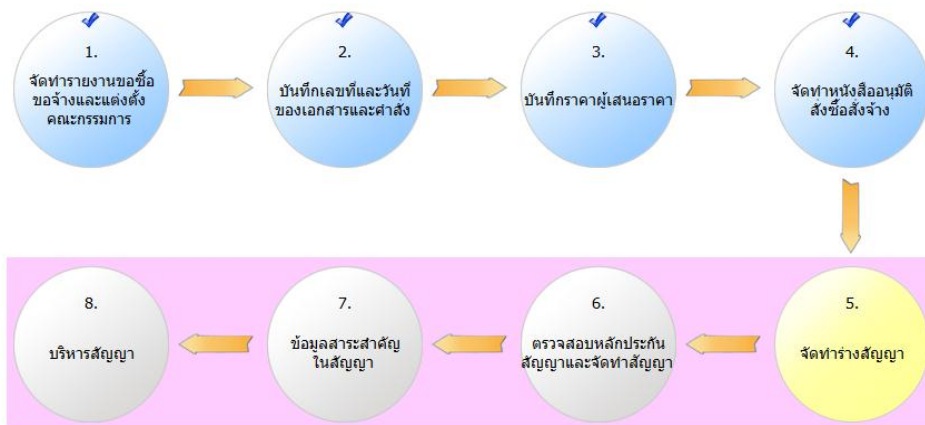 1.
จัดทำรายงานขอซื้อ
ขอจ้างและแต่งตั้ง
คณะกรรมการ
2.
บันทึกเลขที่และวันที่
ของเอกสารและคำสั่ง
3.
บันทึกราคาผู้เสนอราคา
4.
จัดทำหนังสืออนุมัติ
สั่งซื้อสั่งจ้าง
5.
จัดทำร่างสัญญา
6.
ตรวจสอบหลักประกัน
สัญญาและจัดทำสัญญา
7.
ข้อมูลสาระสำคัญ
ในสัญญา
8.
บริหารสัญญา